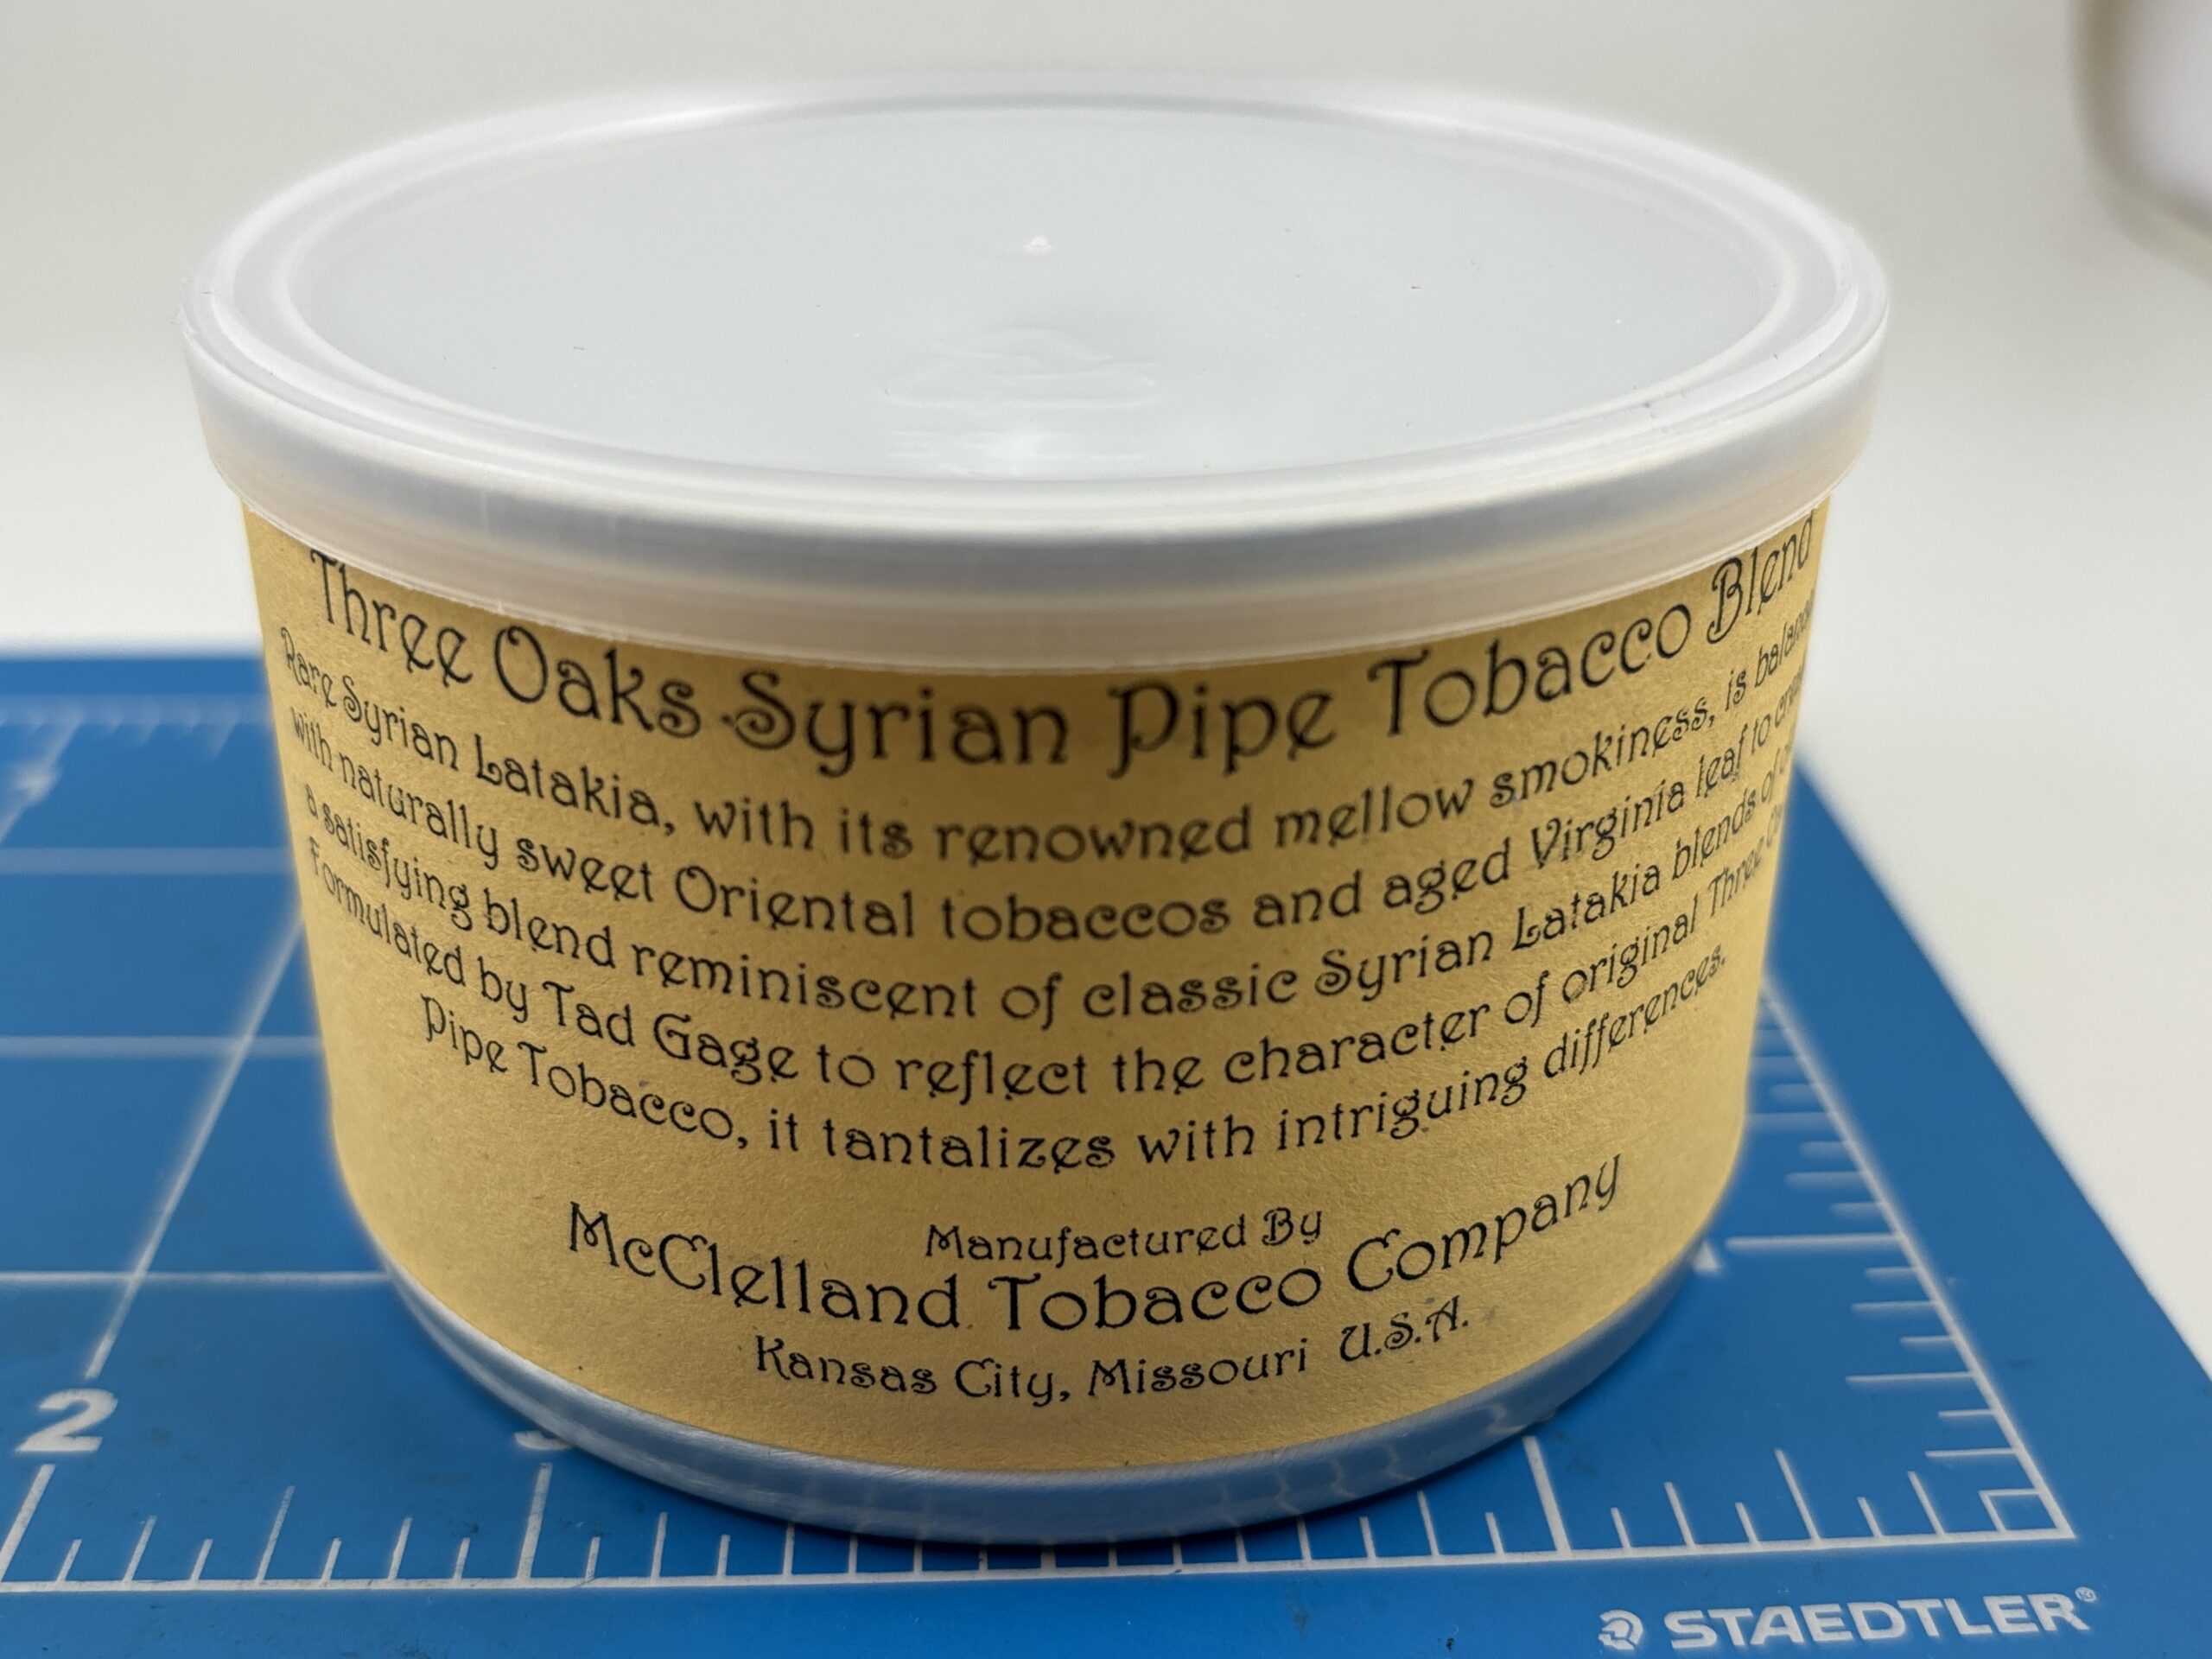 Three Oaks Syrian Pipe Tobacco Blend
Rare Syrian Latakia, with its renowned mellow smokiness, is
with naturally sweet Oriental tobaccos and aged Virginia leaf to
a satisfying blend reminiscent of classic Syrian Latakia blends of
Formulated by Tad Gage to reflect the character of original Three
Pipe Tobacco, it tantalizes with intriguing differences.
Manufactured By
McClelland Tobacco Company
Kansas City, Missouri U.S.A.
2
STAEDTLER®